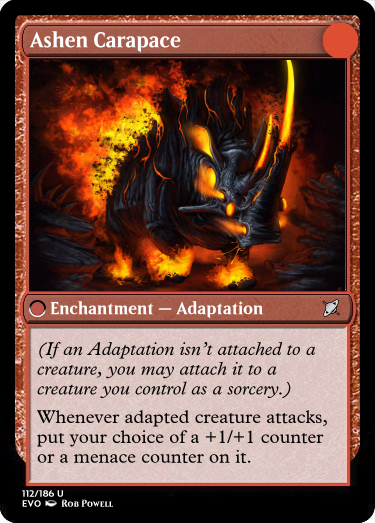 Ashen Carapace
Enchantment — Adaptation
(If an Adaptation isn't attached to a
creature, you may attach it to a
creature you control as a sorcery.)
Whenever adapted creature attacks,
put your choice of a +1/+1 counter
or a menace counter on it.
112/186 U
EVO Rob Powell